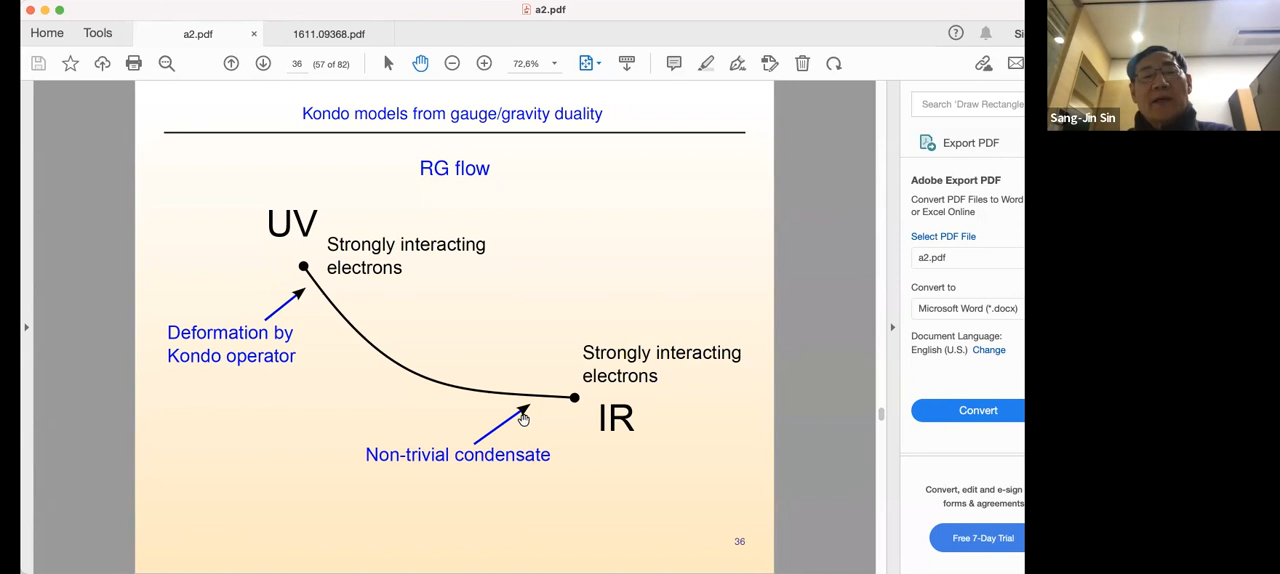 a2.pdf
Home
Tools
a2.pdf
×
1611.09368.pdf
36
(57 of 82)
72,6%
Sang-Jin Sin
Kondo models from gauge/gravity duality
RG flow
UV
Strongly interacting
electrons
Deformation by
Kondo operator
Strongly interacting
electrons
IR
Non-trivial condensate
36
Search 'Draw Rectangle
Export PDF
Adobe Export PDF
Convert PDF Files to Word
or Excel Online
Select PDF File
a2.pdf
Convert to
Microsoft Word (*.docx)
Document Language:
English (U.S.) Change
Convert
Convert, edit and e-sign
forms & agreements
Free 7-Day Trial